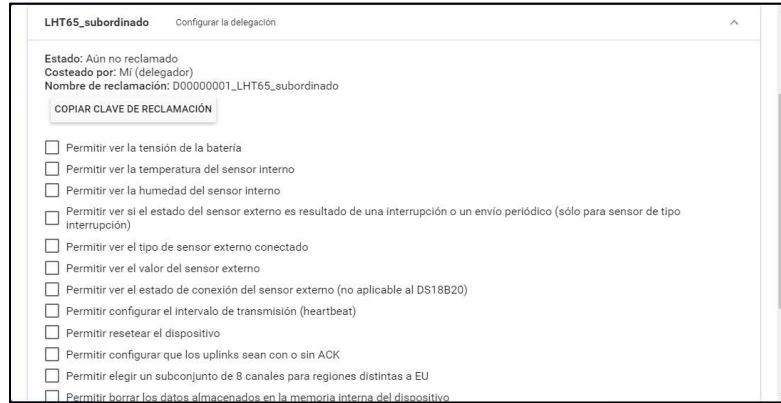 LHT65_subordinado Configurar la delegación
Estado: Aún no reclamado
Costeado por: Mí (delegador)
Nombre de reclamación: D00000001_LHT65_subordinado
COPIAR CLAVE DE RECLAMACIÓN
Permitir ver la tensión de la batería
Permitir ver la temperatura del sensor interno
Permitir ver la humedad del sensor interno
Permitir ver si el estado del sensor externo es resultado de una interrupción o un envío periódico (sólo para sensor de tipo
interrupción)
Permitir ver el tipo de sensor externo conectado
Permitir ver el valor del sensor externo
Permitir ver el estado de conexión del sensor externo (no aplicable al DS18B20)
Permitir configurar el intervalo de transmisión (heartbeat)
Permitir resetear el dispositivo
Permitir configurar que los uplinks sean con o sin ACK
Permitir elegir un subconjunto de 8 canales para regiones distintas a EU
Permitir borrar los datos almacenados en la memoria interna del dispositivo